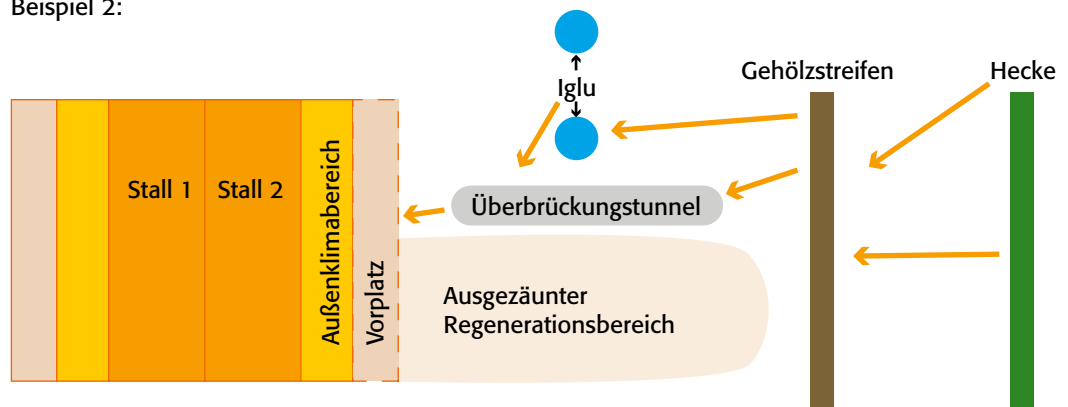 Beispiel 2:
Iglu
Gehölzstreifen
Hecke
Stall 1
Stall 2
Außenklimabereich
Vorplatz
Überbrückungstunnel
Ausgezäunter
Regenerationsbereich